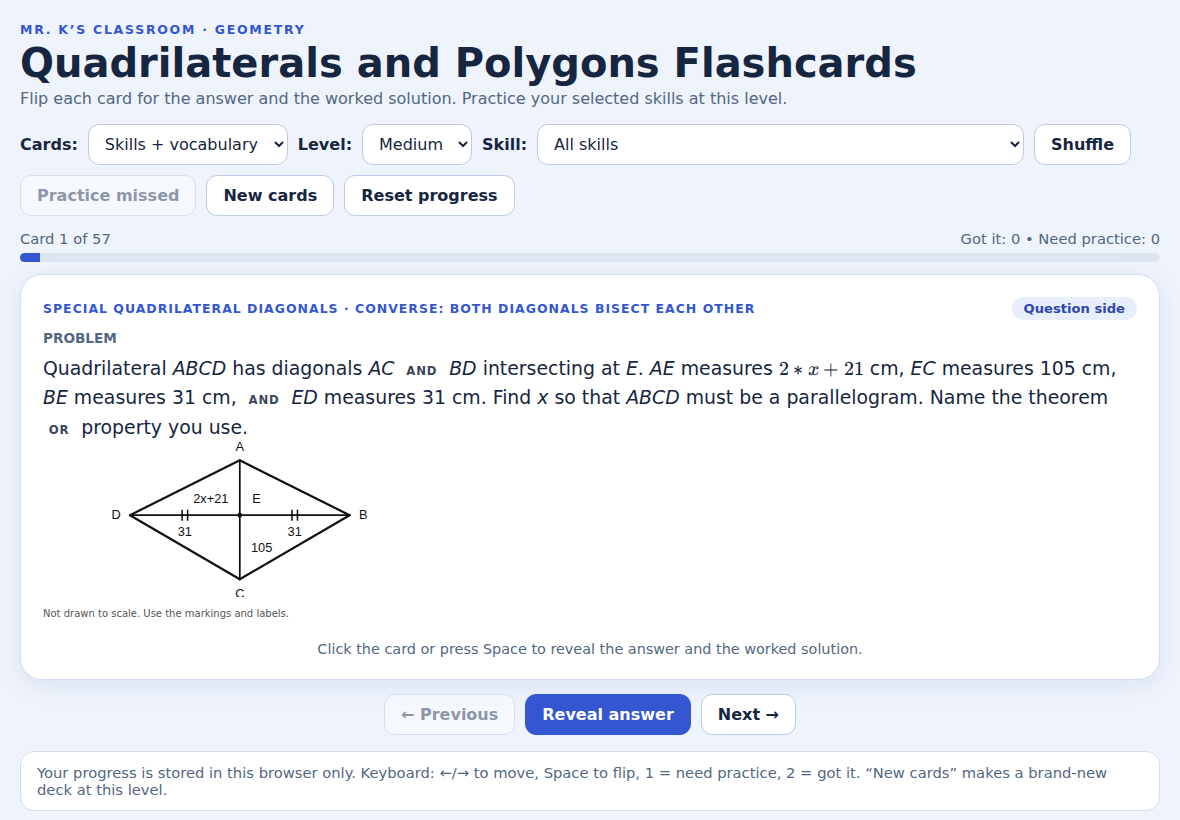 MR. K’S CLASSROOM · GEOMETRY
Quadrilaterals and Polygons Flashcards
Flip each card for the answer and the worked solution. Practice your selected skills at this level.
Cards: Skills + vocabulary Level: Medium Skill: All skills Shuffle
Practice missed New cards Reset progress
Card 1 of 57 Got it: 0 • Need practice: 0
SPECIAL QUADRILATERAL DIAGONALS · CONVERSE: BOTH DIAGONALS BISECT EACH OTHER Question side
PROBLEM
Quadrilateral ABCD has diagonals AC AND BD intersecting at E. AE measures 2 ∗ x + 21 cm, EC measures 105 cm,
BE measures 31 cm, AND ED measures 31 cm. Find x so that ABCD must be a parallelogram. Name the theorem
OR property you use.
A
2x+21 E
D B
31 31
105
C
Not drawn to scale. Use the markings and labels.
Click the card or press Space to reveal the answer and the worked solution.
← Previous Reveal answer Next →
Your progress is stored in this browser only. Keyboard: ←/→ to move, Space to flip, 1 = need practice, 2 = got it. “New cards” makes a brand-new
deck at this level.